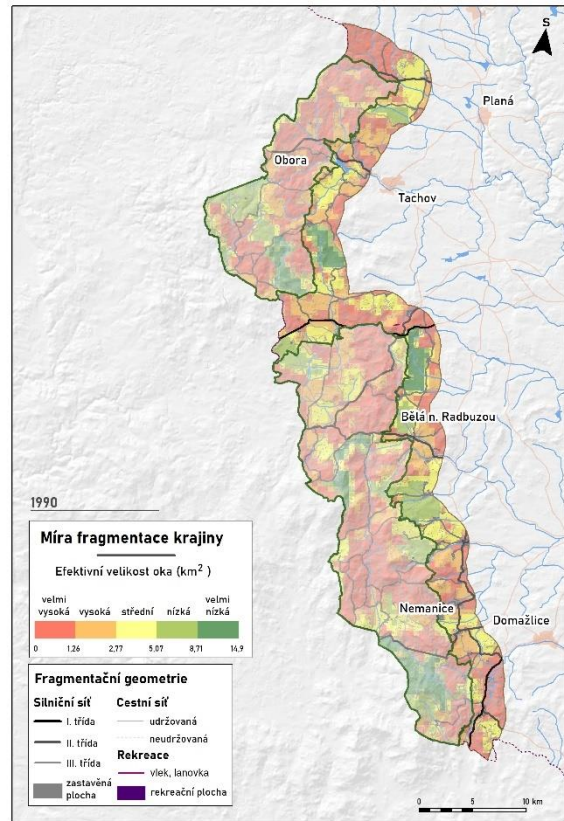 S
Planá
Obora
Tachov
Bělá n. Radbuzou
Nemanice
Domažlice
1990
Míra fragmentace krajiny
Efektivní velikost oka (km²)
velmi vysoká
vysoká
střední
nízká
velmi nízká
0 1,26 2,77 5,07 8,71 14,9
Fragmentační geometrie
Silniční síť
I. třída
II. třída
III. třída
zastavěná
plocha
Cestní síť
udržovaná
neudržovaná
Rekreace
vlek, lanovka
rekreační plocha
0 5 10 km